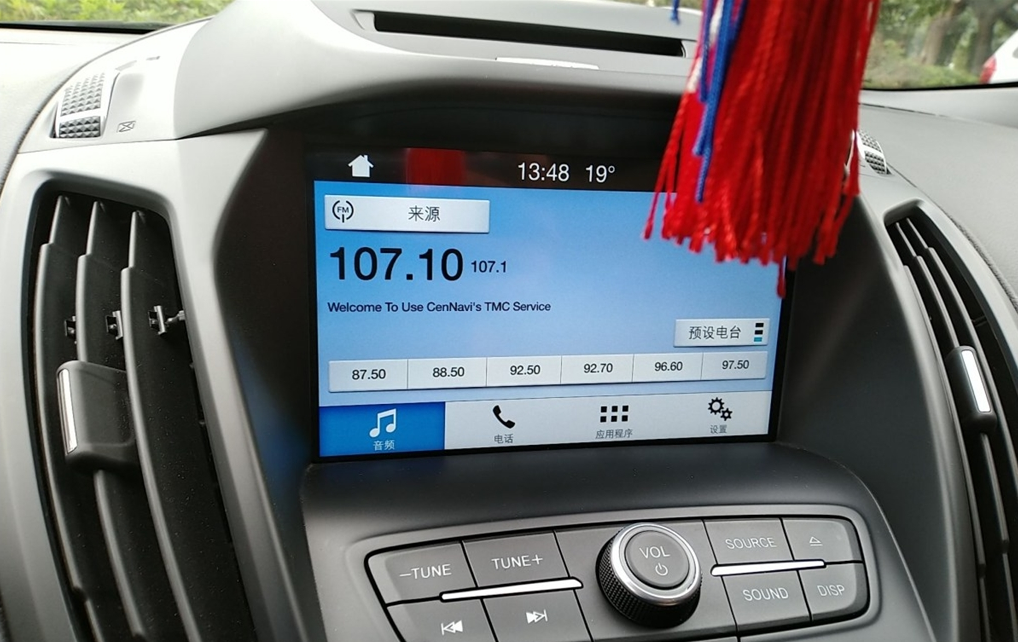 13:48 19°
FM 来源
107.10 107.1
Welcome To Use CenNavi's TMC Service
预设电台
87.50 88.50 92.50 92.70 96.60 97.50
音频 电话 应用程序 设置
–TUNE TUNE+ VOL SOURCE
SOUND DISP